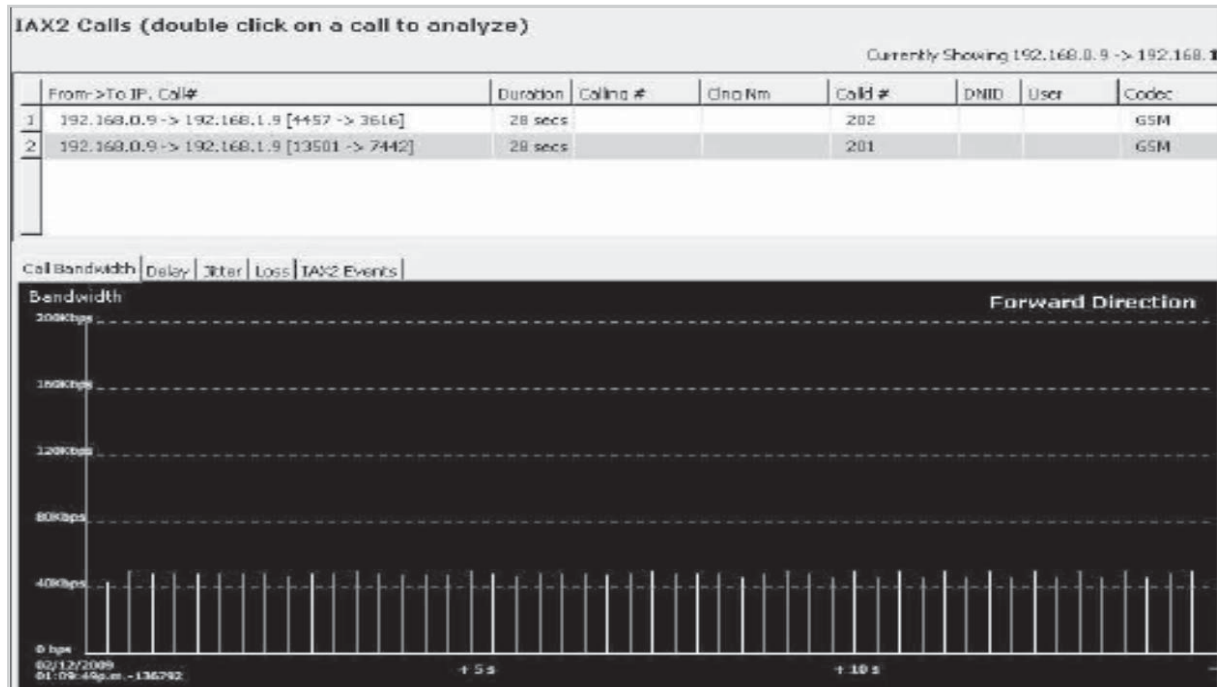 IAX2 Calls (double click on a call to analyze)
Currently Showing 192.168.0.9 -> 192.168.1
From->To IP, Call# Duration Calling # Clng Nm Calld # DNID User Codec
1 192.168.0.9 -> 192.168.1.9 [4457 -> 3616] 28 secs 202 GSM
2 192.168.0.9 -> 192.168.1.9 [13501 -> 7442] 28 secs 201 GSM
Call Bandwidth Delay Jitter Loss IAX2 Events
Bandwidth Forward Direction
200Kbps
160Kbps
120Kbps
80Kbps
40Kbps
0 bps
02/12/2009 + 5 s + 10 s
01:09:49p.m.-136792